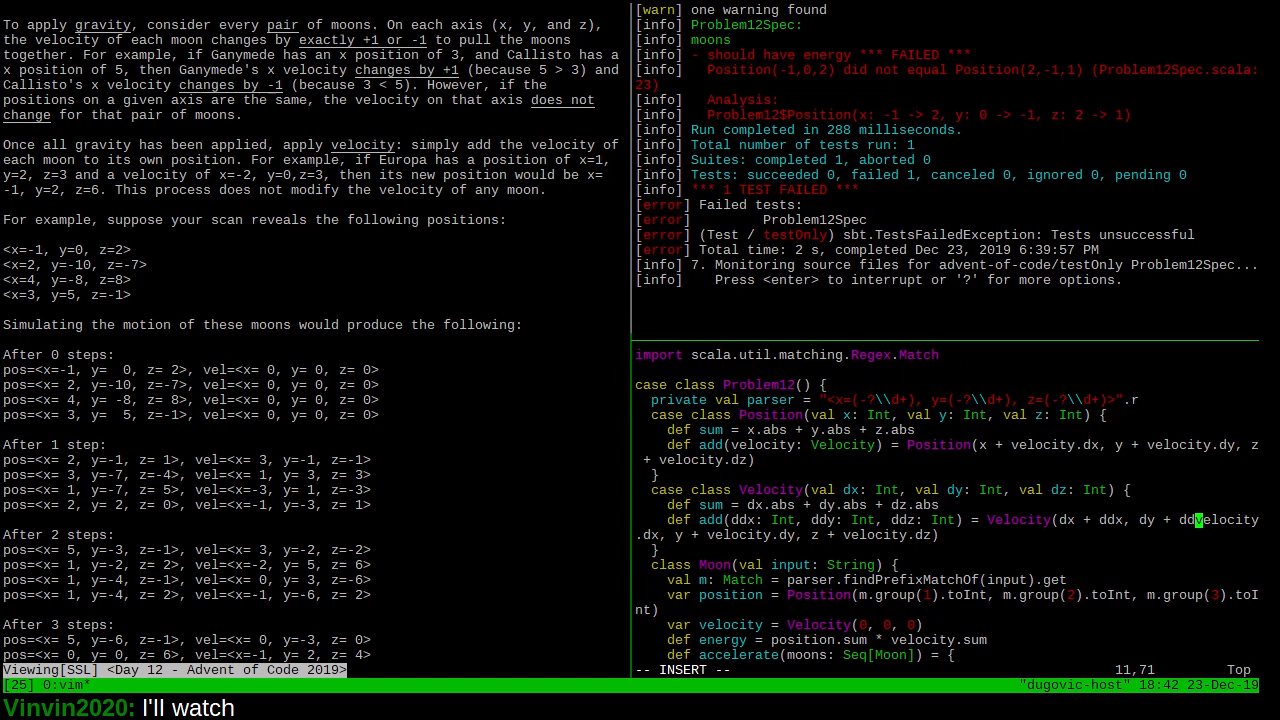 To apply gravity, consider every pair of moons. On each axis (x, y, and z),
the velocity of each moon changes by exactly +1 or -1 to pull the moons
together. For example, if Ganymede has an x position of 3, and Callisto has a
x position of 5, then Ganymede's x velocity changes by +1 (because 5 > 3) and
Callisto's x velocity changes by -1 (because 3 < 5). However, if the
positions on a given axis are the same, the velocity on that axis does not
change for that pair of moons.
Once all gravity has been applied, apply velocity: simply add the velocity of
each moon to its own position. For example, if Europa has a position of x=1,
y=2, z=3 and a velocity of x=-2, y=0,z=3, then its new position would be x=
-1, y=2, z=6. This process does not modify the velocity of any moon.
For example, suppose your scan reveals the following positions:
<x=-1, y=0, z=2>
<x=2, y=-10, z=-7>
<x=4, y=-8, z=8>
<x=3, y=5, z=-1>
Simulating the motion of these moons would produce the following:
After 0 steps:
pos=<x=-1, y=  0, z= 2>, vel=<x= 0, y= 0, z= 0>
pos=<x= 2, y=-10, z=-7>, vel=<x= 0, y= 0, z= 0>
pos=<x= 4, y= -8, z= 8>, vel=<x= 0, y= 0, z= 0>
pos=<x= 3, y=  5, z=-1>, vel=<x= 0, y= 0, z= 0>
After 1 step:
pos=<x= 2, y=-1, z= 1>, vel=<x= 3, y=-1, z=-1>
pos=<x= 3, y=-7, z=-4>, vel=<x= 1, y= 3, z= 3>
pos=<x= 1, y=-7, z= 5>, vel=<x=-3, y= 1, z=-3>
pos=<x= 2, y= 2, z= 0>, vel=<x=-1, y=-3, z= 1>
After 2 steps:
pos=<x= 5, y=-3, z=-1>, vel=<x= 3, y=-2, z=-2>
pos=<x= 1, y=-2, z= 2>, vel=<x=-2, y= 5, z= 6>
pos=<x= 1, y=-4, z=-1>, vel=<x= 0, y= 3, z=-6>
pos=<x= 1, y=-4, z= 2>, vel=<x=-1, y=-6, z= 2>
After 3 steps:
pos=<x= 5, y=-6, z=-1>, vel=<x= 0, y=-3, z= 0>
pos=<x= 0, y= 0, z= 6>, vel=<x=-1, y= 2, z= 4>
Viewing[SSL] <Day 12 - Advent of Code 2019>
[warn] one warning found
[info] Problem12Spec:
[info] moons
[info] - should have energy *** FAILED ***
[info]   Position(-1,0,2) did not equal Position(2,-1,1) (Problem12Spec.scala:
23)
[info]   Analysis:
[info]   Problem12$Position(x: -1 -> 2, y: 0 -> -1, z: 2 -> 1)
[info] Run completed in 288 milliseconds.
[info] Total number of tests run: 1
[info] Suites: completed 1, aborted 0
[info] Tests: succeeded 0, failed 1, canceled 0, ignored 0, pending 0
[info] *** 1 TEST FAILED ***
[error] Failed tests:
[error]         Problem12Spec
[error] (Test / testOnly) sbt.TestsFailedException: Tests unsuccessful
[error] Total time: 2 s, completed Dec 23, 2019 6:39:57 PM
[info] 7. Monitoring source files for advent-of-code/testOnly Problem12Spec...
[info]    Press <enter> to interrupt or '?' for more options.
import scala.util.matching.Regex.Match
case class Problem12() {
  private val parser = "<x=(-?\\d+), y=(-?\\d+), z=(-?\\d+)>".r
  case class Position(val x: Int, val y: Int, val z: Int) {
    def sum = x.abs + y.abs + z.abs
    def add(velocity: Velocity) = Position(x + velocity.dx, y + velocity.dy, z
 + velocity.dz)
  }
  case class Velocity(val dx: Int, val dy: Int, val dz: Int) {
    def sum = dx.abs + dy.abs + dz.abs
    def add(ddx: Int, ddy: Int, ddz: Int) = Velocity(dx + ddx, dy + ddvelocity
.dx, y + velocity.dy, z + velocity.dz)
  }
  class Moon(val input: String) {
    val m: Match = parser.findPrefixMatchOf(input).get
    var position = Position(m.group(1).toInt, m.group(2).toInt, m.group(3).toI
nt)
    var velocity = Velocity(0, 0, 0)
    def energy = position.sum * velocity.sum
    def accelerate(moons: Seq[Moon]) = {
-- INSERT --                                                11,71         Top
[25] 0:vim*                    "dugovic-host" 18:42 23-Dec-19
Vinvin2020: I'll watch